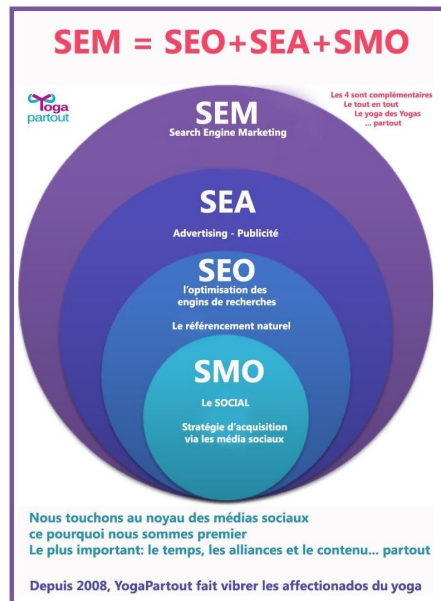 SEM = SEO+SEA+SMO
Yoga
partout
Les 4 sont complémentaires
Le tout en tout
Le yoga des Yogas
... partout
SEM
Search Engine Marketing
SEA
Advertising - Publicité
SEO
l'optimisation des
engins de recherches
Le référencement naturel
SMO
Le SOCIAL
Stratégie d'acquisition
via les média sociaux
Nous touchons au noyau des médias sociaux
ce pourquoi nous sommes premier
Le plus important: le temps, les alliances et le contenu... partout
Depuis 2008, YogaPartout fait vibrer les affectionados du yoga